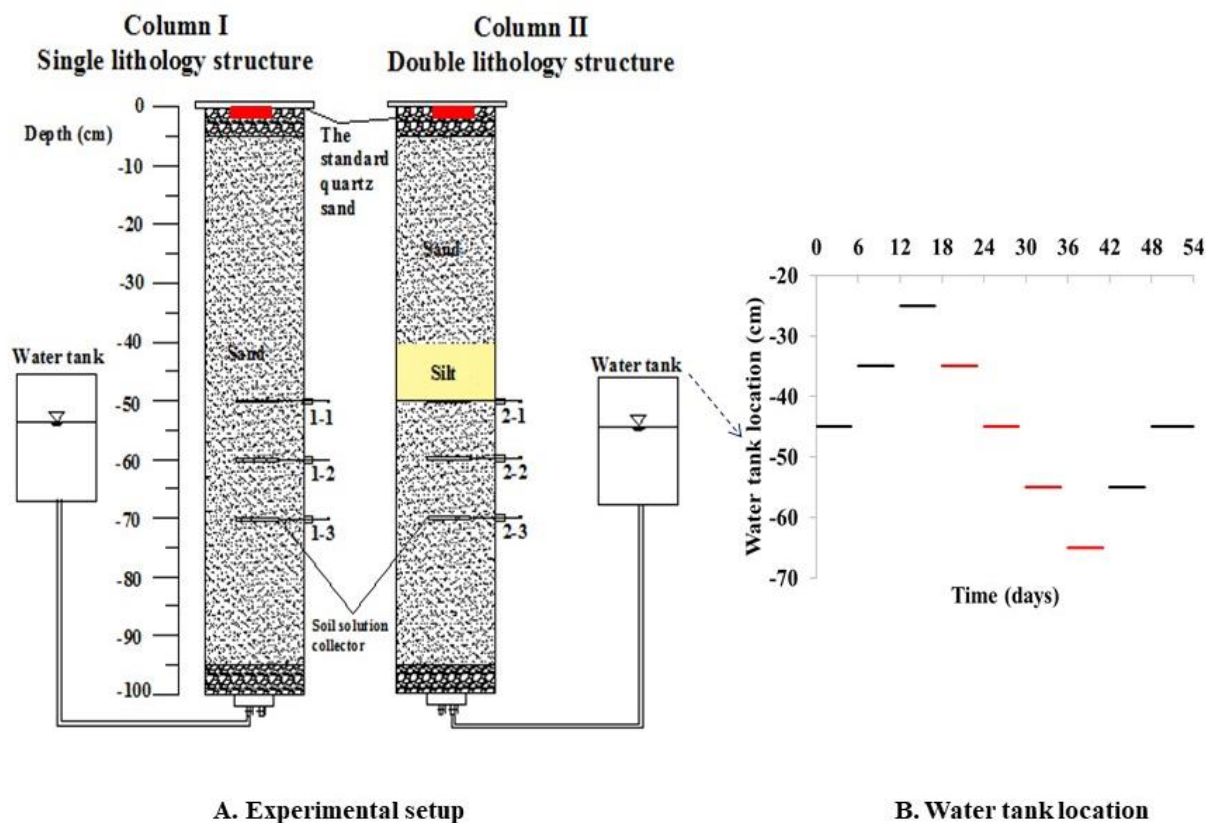 Column I
Single lithology structure
Column II
Double lithology structure
Depth (cm)
0
-10
-20
-30
-40
-50
-60
-70
-80
-90
-100
The
standard
quartz
sand
Sand
Sand
Silt
Water tank
Water tank
1-1
1-2
1-3
2-1
2-2
2-3
Soil solution
collector
A. Experimental setup
0 6 12 18 24 30 36 42 48 54
-20
-30
-40
-50
-60
-70
Water tank location (cm)
Time (days)
B. Water tank location